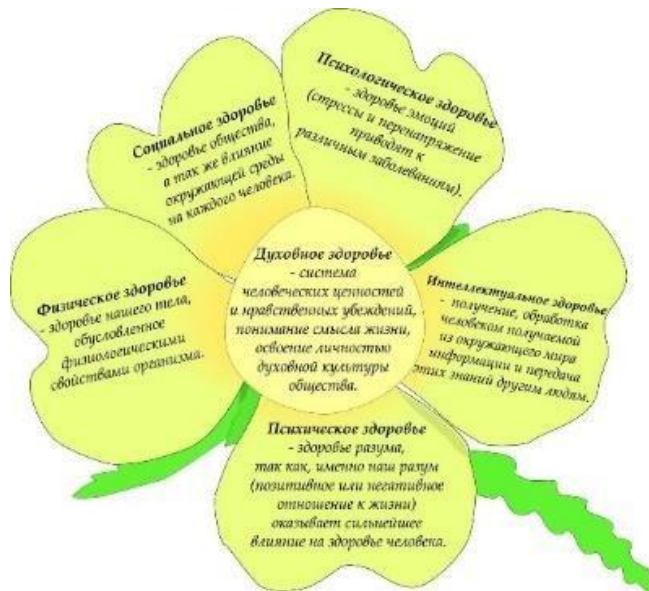 Психологическое здоровье
- здоровье эмоций
(стрессы и перенапряжение
приводят к
различным заболеваниям).
Социальное здоровье
- здоровье общества,
а так же влияние
окружающей среды
на каждого человека.
Духовное здоровье
- система
человеческих ценностей
и нравственных убеждений,
понимание смысла жизни,
освоение личностью
духовной культуры
общества.
Физическое здоровье
- здоровье нашего тела,
обусловленное
физиологическими
свойствами организма.
Интеллектуальное здоровье
- получение, обработка
человеком получаемой
из окружающего мира
информации и передача
этих знаний другим людям.
Психическое здоровье
- здоровье разума,
так как, именно наш разум
(позитивное или негативное
отношение к жизни)
оказывает сильнейшее
влияние на здоровье человека.